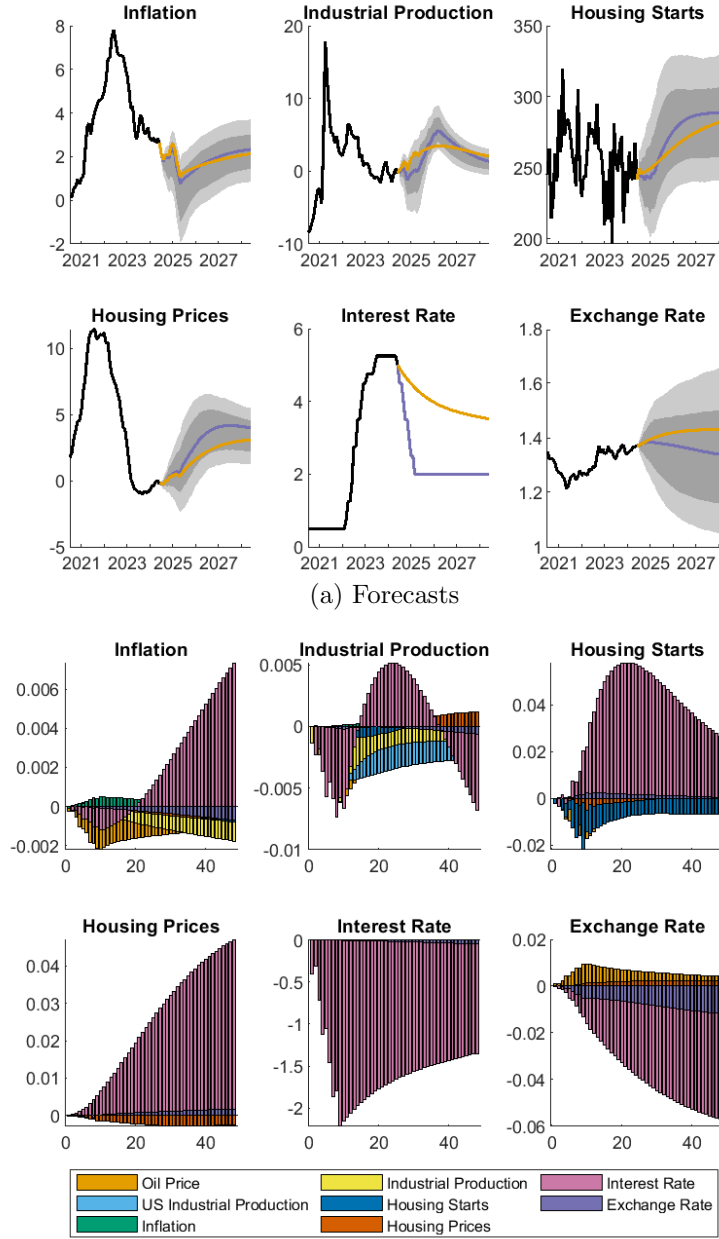 Inflation Industrial Production Housing Starts
8 20 350
6
4 10 300
2 0 250
0
-2 -10 200
2021 2023 2025 2027 2021 2023 2025 2027 2021 2023 2025 2027
Housing Prices Interest Rate Exchange Rate
10 6 1.8
5 4 1.6
0 2 1.4
1.2
-5 0 1
2021 2023 2025 2027 2021 2023 2025 2027 2021 2023 2025 2027
(a) Forecasts
Inflation Industrial Production Housing Starts
0.006 0.005 0.04
0.004 0 0.02
0.002
0 -0.005 0
-0.002 -0.01 -0.02
0 20 40 0 20 40 0 20 40
Housing Prices Interest Rate Exchange Rate
0.04 0 0.02
0.03 -0.5 0
0.02 -1 -0.02
0.01 -1.5 -0.04
0 -2 -0.06
0 20 40 0 20 40 0 20 40
Oil Price Industrial Production Interest Rate
US Industrial Production Housing Starts Exchange Rate
Inflation Housing Prices